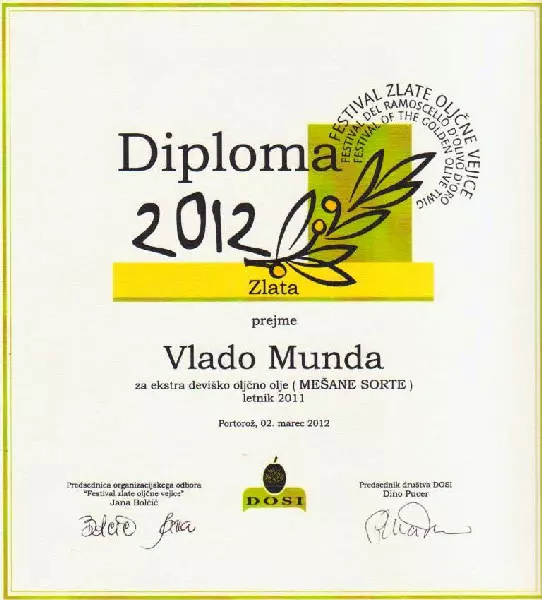 FESTIVAL ZLATE OLJČNE VEJICE
FESTIVAL DEL RAMOSCELLO D'OLIVO D'ORO
FESTIVAL OF THE GOLDEN OLIVE TWIG
Diploma
2012
Zlata
prejme
Vlado Munda
za ekstra deviško oljčno olje ( MEŠANE SORTE )
letnik 2011
Portorož, 02. marec 2012
Predsednica organizacijskega odbora
"Festival zlate oljčne vejice"
Jana Bolčič
DOSI
Predsednik društva DOSI
Dino Pucer